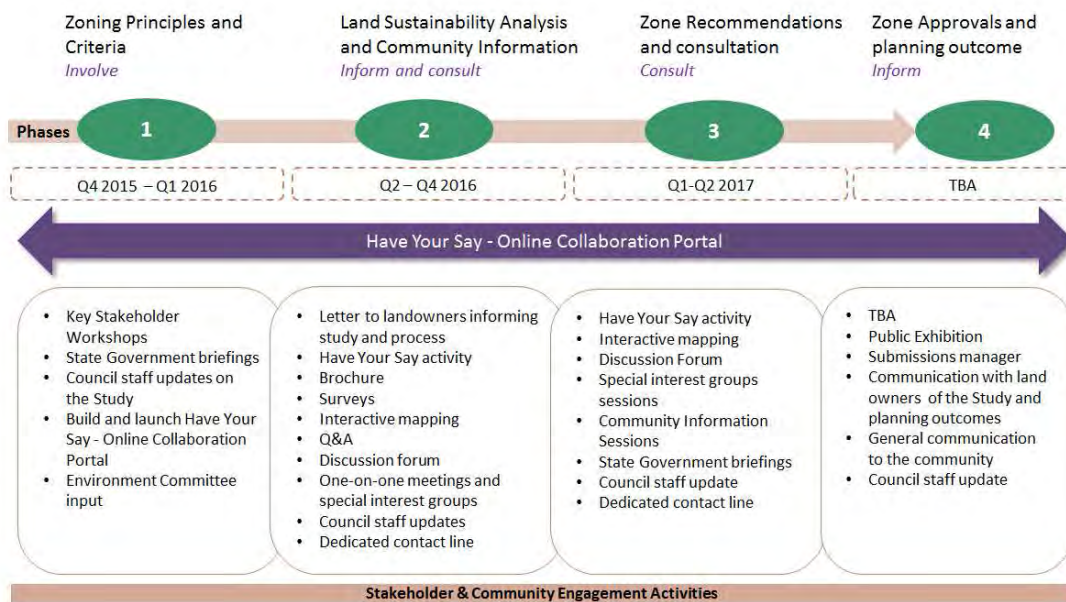 Zoning Principles and
Criteria
Involve
Land Sustainability Analysis
and Community Information
Inform and consult
Zone Recommendations
and consultation
Consult
Zone Approvals and
planning outcome
Inform
Phases
1
2
3
4
Q4 2015 – Q1 2016
Q2 – Q4 2016
Q1-Q2 2017
TBA
Have Your Say - Online Collaboration Portal
• Key Stakeholder
Workshops
• State Government briefings
• Council staff updates on
the Study
• Build and launch Have Your
Say - Online Collaboration
Portal
• Environment Committee
input
• Letter to landowners informing
study and process
• Have Your Say activity
• Brochure
• Surveys
• Interactive mapping
• Q&A
• Discussion forum
• One-on-one meetings and
special interest groups
• Council staff updates
• Dedicated contact line
• Have Your Say activity
• Interactive mapping
• Discussion Forum
• Special interest groups
sessions
• Community Information
Sessions
• State Government briefings
• Council staff update
• Dedicated contact line
• TBA
• Public Exhibition
• Submissions manager
• Communication with land
owners of the Study and
planning outcomes
• General communication
to the community
• Council staff update
Stakeholder & Community Engagement Activities